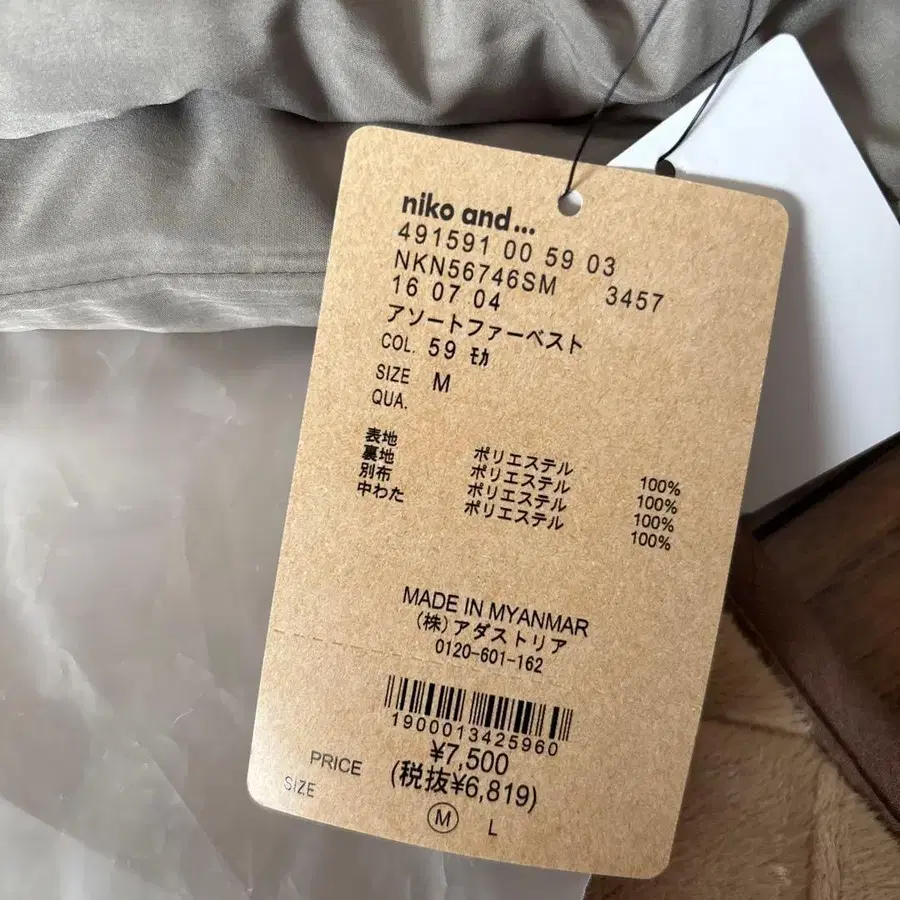 niko and...
491591 00 59 03
NKN56746SM 3457
16 07 04
アソートファーベスト
COL. 59 ﾓｶ
SIZE M
QUA.
表地 ポリエステル 100%
裏地 ポリエステル 100%
別布 ポリエステル 100%
中わた ポリエステル 100%
MADE IN MYANMAR
(株)アダストリア
0120-601-162
1900013425960
PRICE ¥7,500
(税抜¥6,819)
SIZE M L